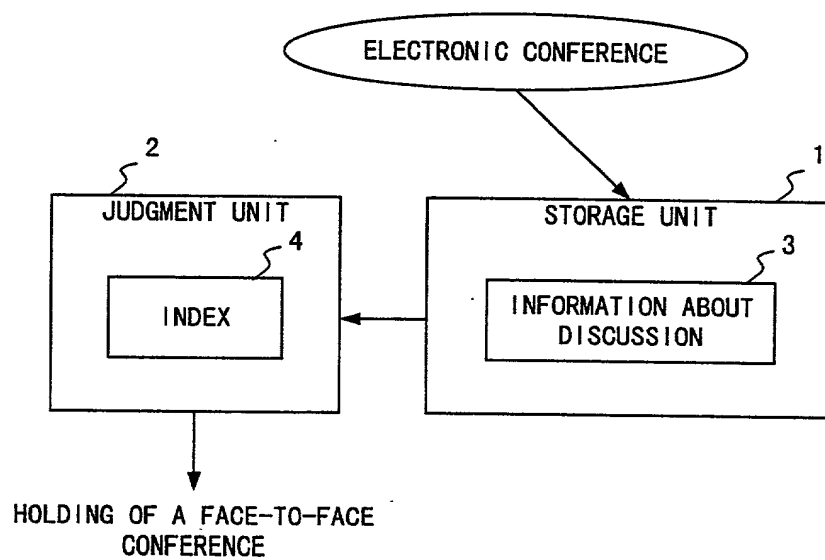 ELECTRONIC CONFERENCE
2
1
JUDGMENT UNIT
STORAGE UNIT
4
3
INDEX
INFORMATION ABOUT
DISCUSSION
HOLDING OF A FACE-TO-FACE
CONFERENCE